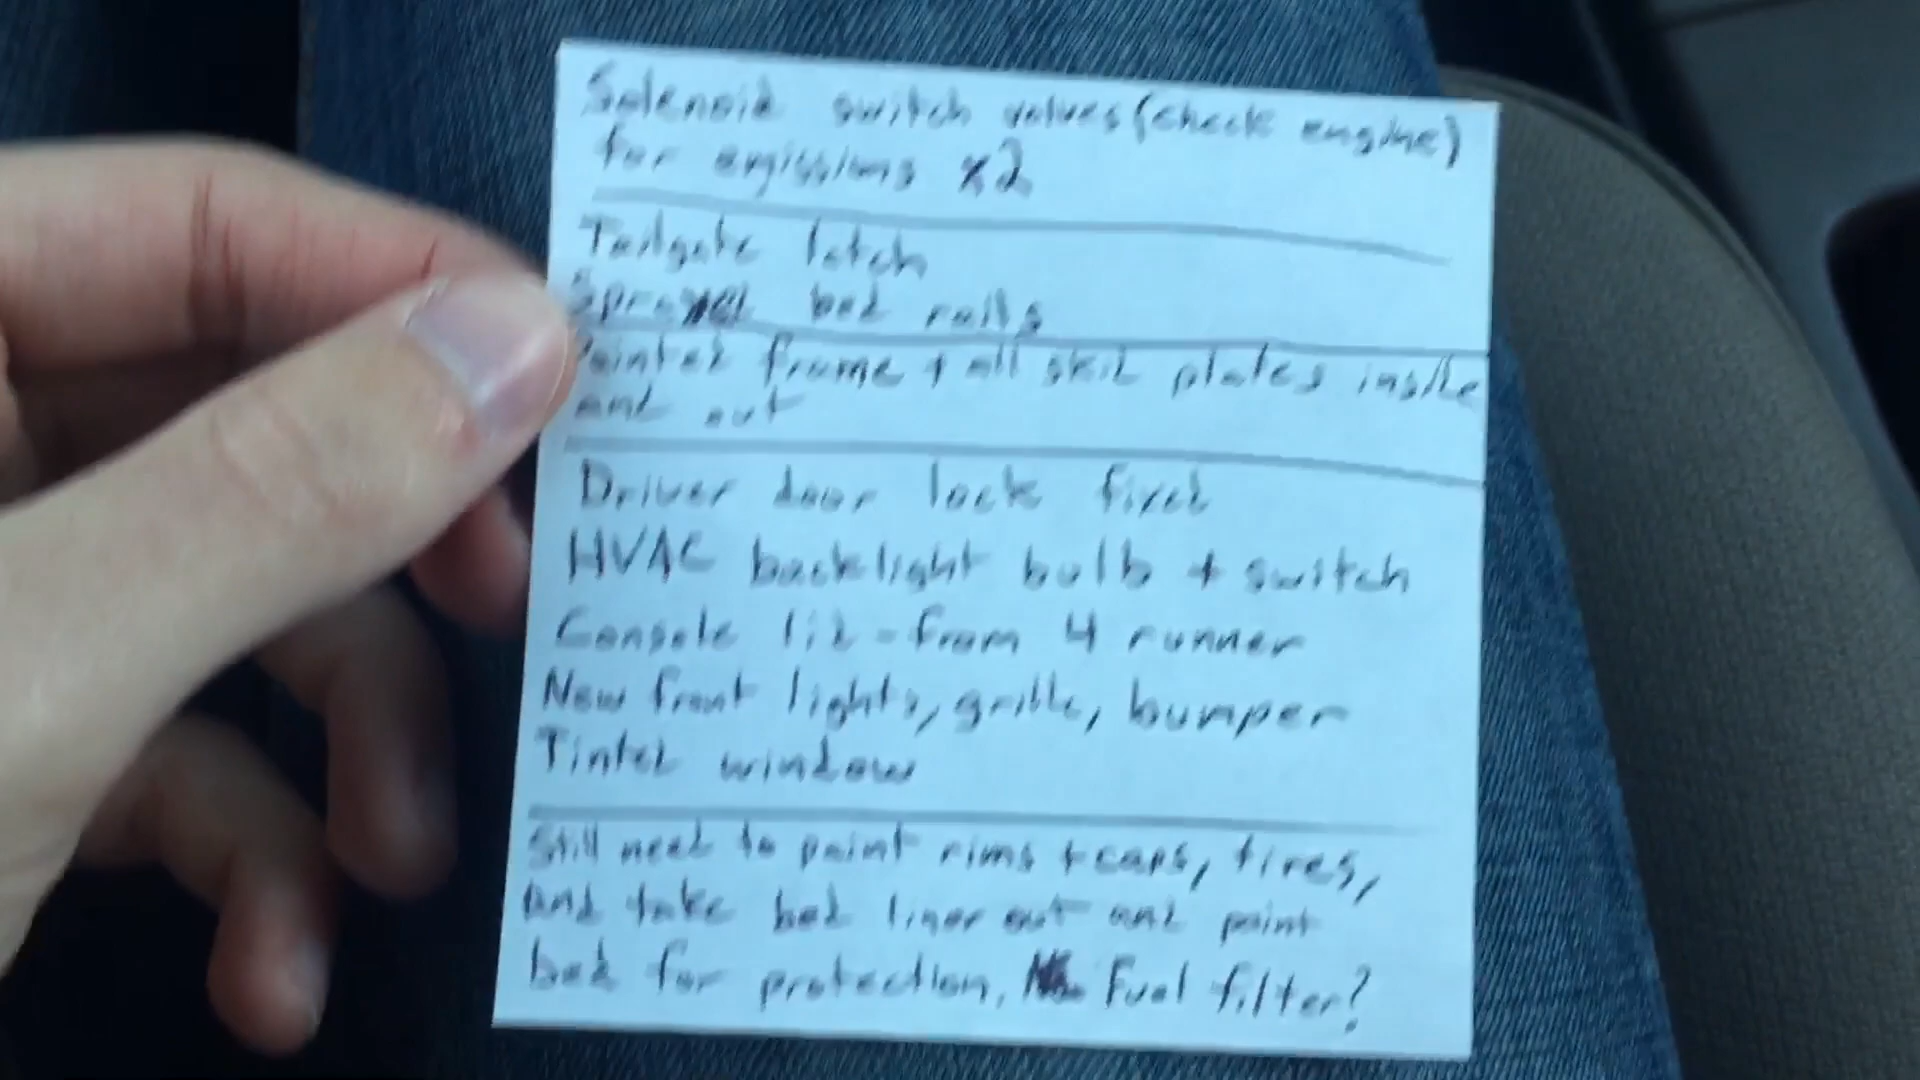 Solenoid switch valves (check engine)
for emissions x2
Tailgate latch
Sprayed bed rails
Painted frame + all skid plates inside
and out
Driver door lock fixed
HVAC backlight bulb + switch
Console lid - from 4 runner
New front lights, grille, bumper
Tinted window
Still need to paint rims + caps, tires,
and take bed liner out and paint
bed for protection. Fuel filter?